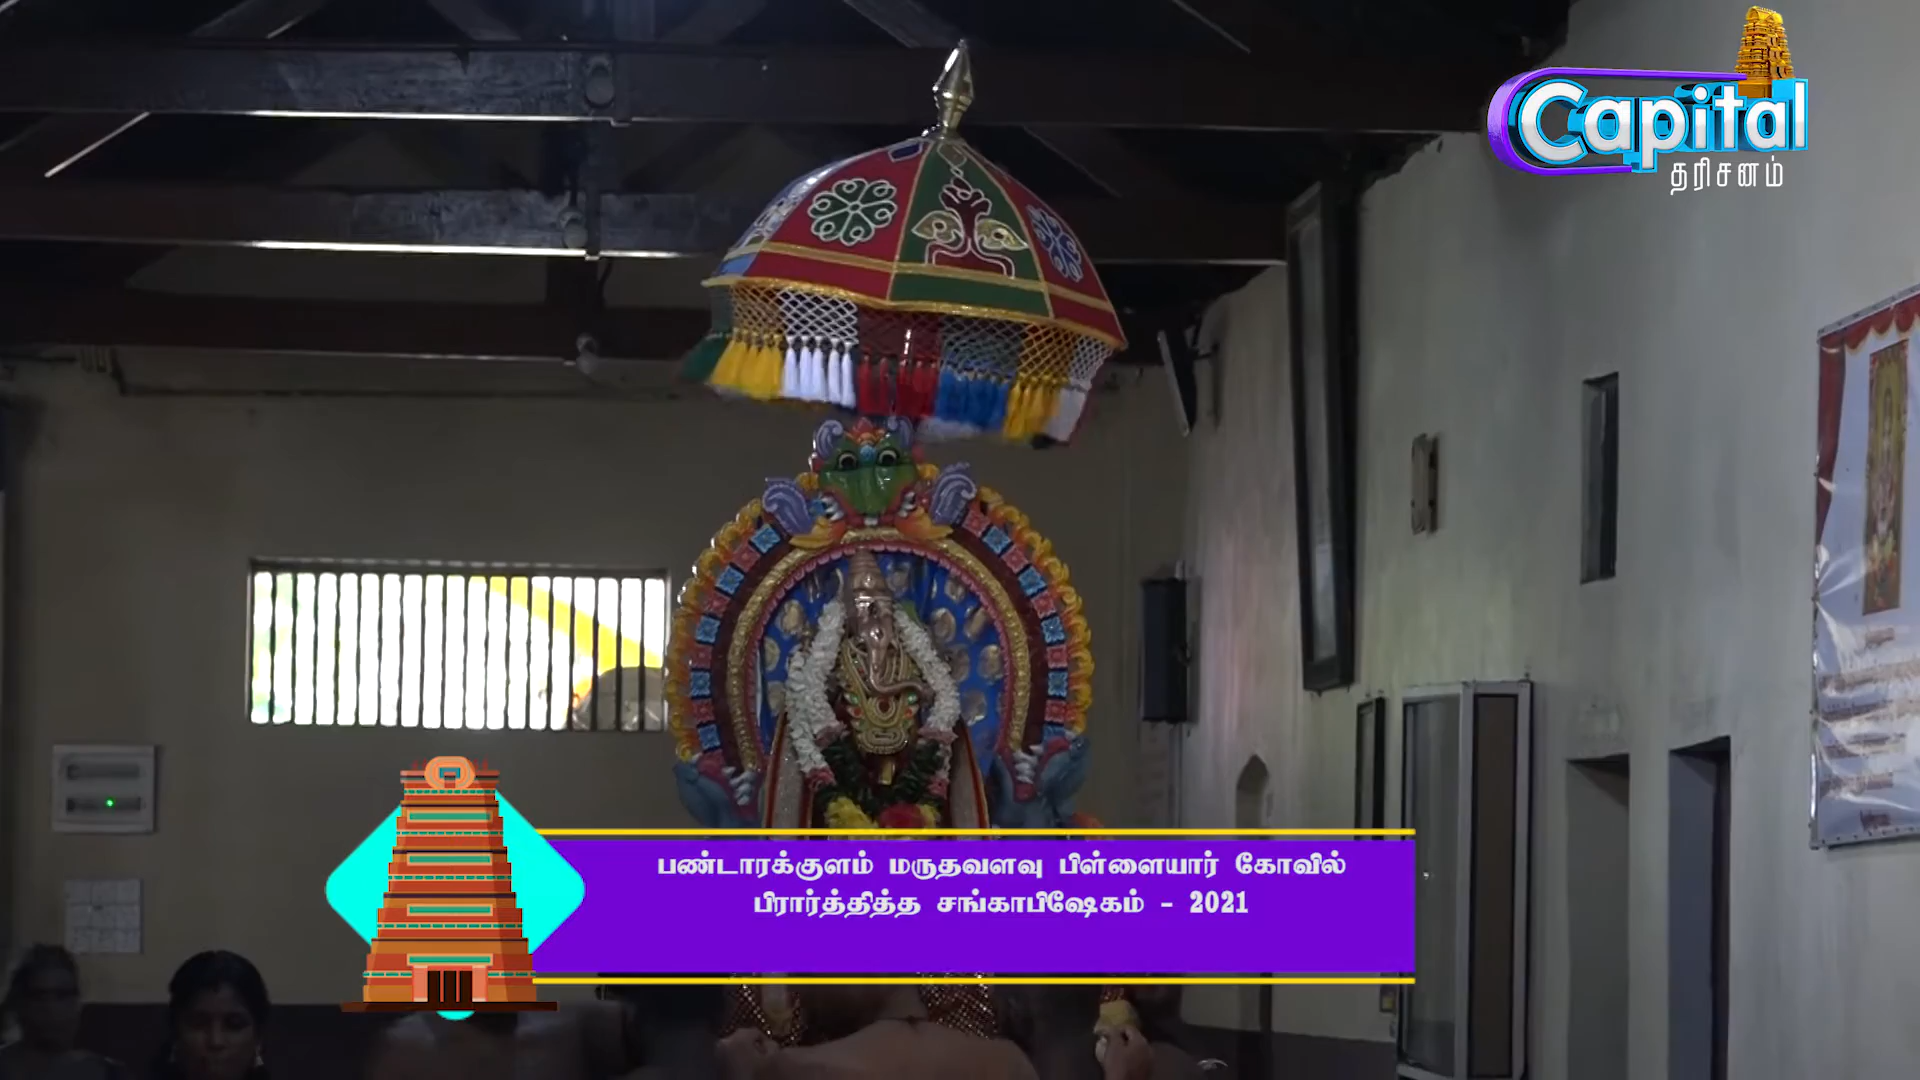 Capital
தரிசனம்
பண்டாரக்குளம் மருதவளவு பிள்ளையார் கோவில்
பிரார்த்தித்த சங்காபிஷேகம் - 2021